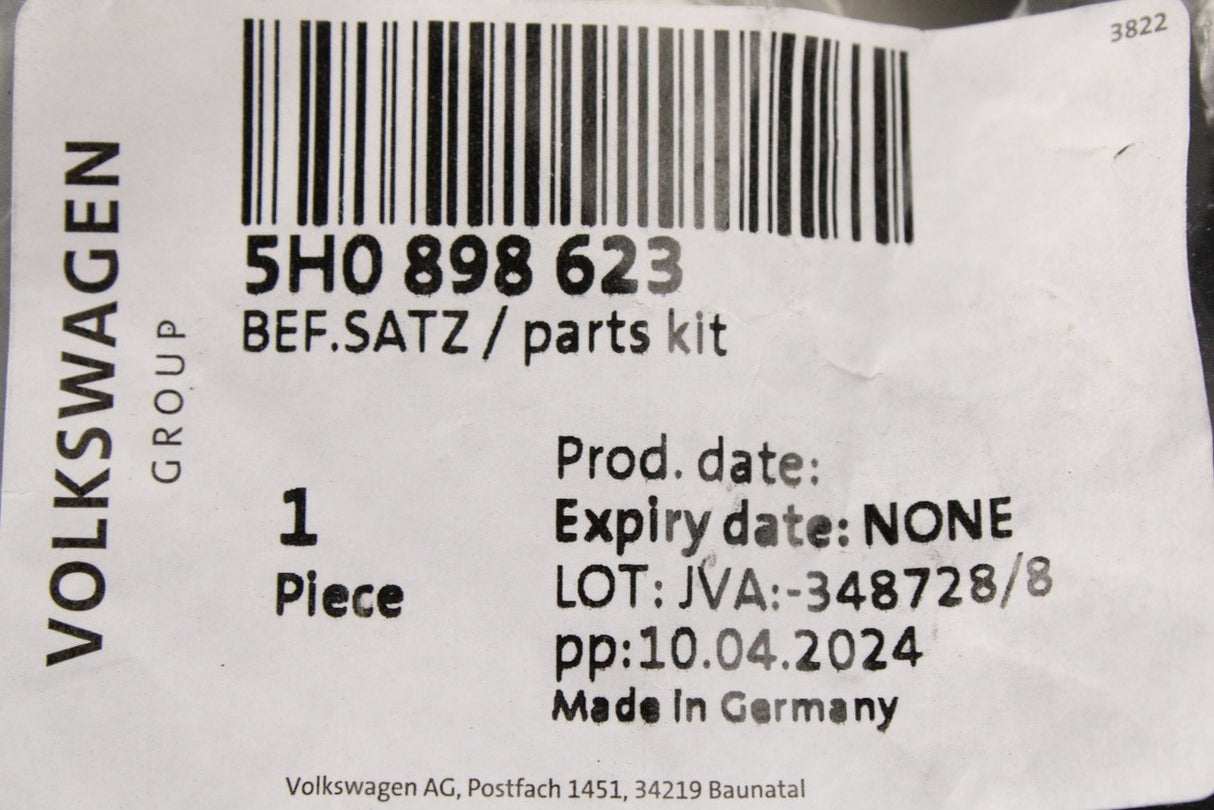 3822
VOLKSWAGEN
GROUP
5H0 898 623
BEF.SATZ / parts kit
1
Piece
Prod. date:
Expiry date: NONE
LOT: JVA:-348728/8
pp:10.04.2024
Made in Germany
Volkswagen AG, Postfach 1451, 34219 Baunatal